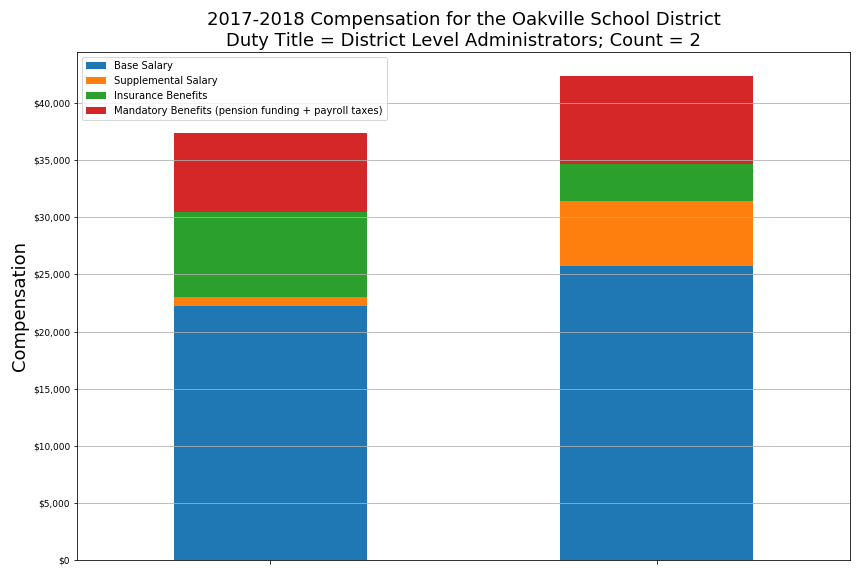 2017-2018 Compensation for the Oakville School District
Duty Title = District Level Administrators; Count = 2
Base Salary
Supplemental Salary
Insurance Benefits
Mandatory Benefits (pension funding + payroll taxes)
Compensation
$40,000
$35,000
$30,000
$25,000
$20,000
$15,000
$10,000
$5,000
$0